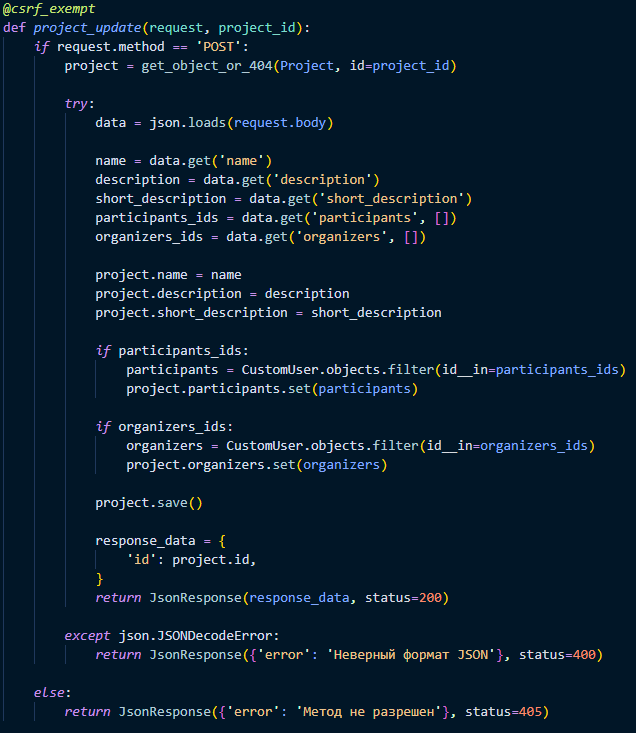 @csrf_exempt
def project_update(request, project_id):
    if request.method == 'POST':
        project = get_object_or_404(Project, id=project_id)

        try:
            data = json.loads(request.body)

            name = data.get('name')
            description = data.get('description')
            short_description = data.get('short_description')
            participants_ids = data.get('participants', [])
            organizers_ids = data.get('organizers', [])

            project.name = name
            project.description = description
            project.short_description = short_description

            if participants_ids:
                participants = CustomUser.objects.filter(id__in=participants_ids)
                project.participants.set(participants)

            if organizers_ids:
                organizers = CustomUser.objects.filter(id__in=organizers_ids)
                project.organizers.set(organizers)

            project.save()

            response_data = {
                'id': project.id,
            }
            return JsonResponse(response_data, status=200)

        except json.JSONDecodeError:
            return JsonResponse({'error': 'Неверный формат JSON'}, status=400)

    else:
        return JsonResponse({'error': 'Метод не разрешен'}, status=405)